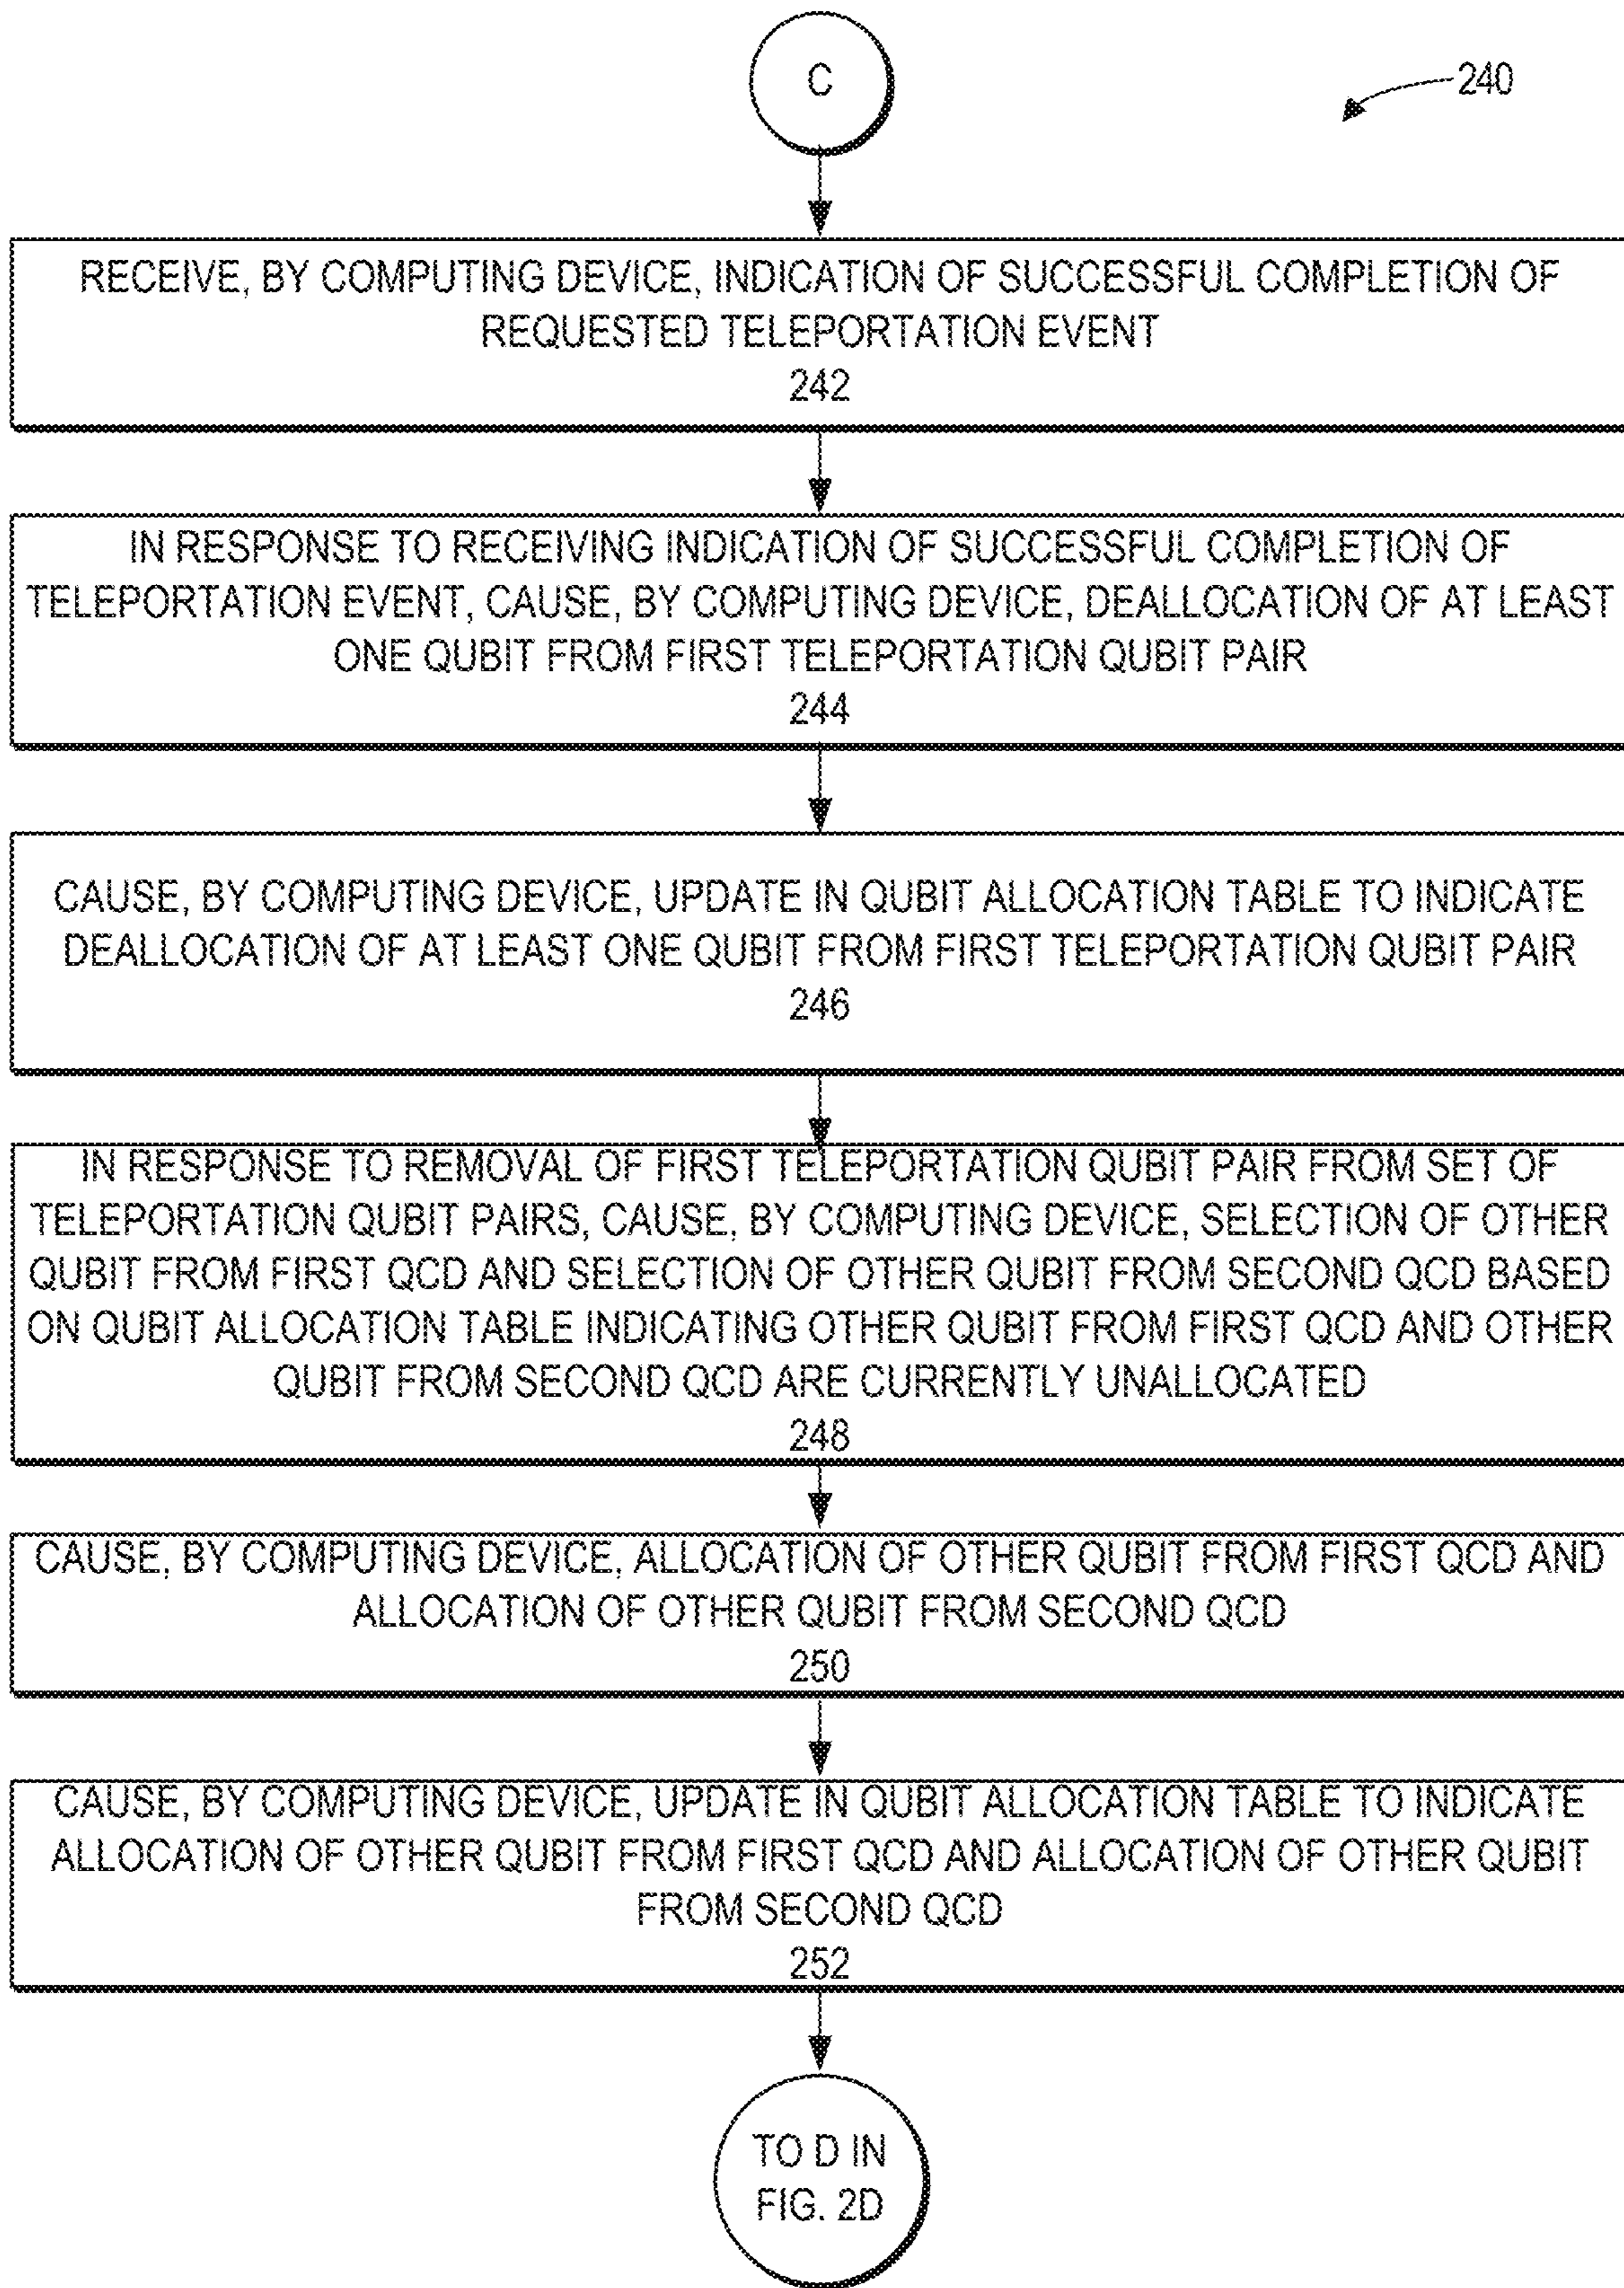 C
240
RECEIVE, BY COMPUTING DEVICE, INDICATION OF SUCCESSFUL COMPLETION OF
REQUESTED TELEPORTATION EVENT
242
IN RESPONSE TO RECEIVING INDICATION OF SUCCESSFUL COMPLETION OF
TELEPORTATION EVENT, CAUSE, BY COMPUTING DEVICE, DEALLOCATION OF AT LEAST
ONE QUBIT FROM FIRST TELEPORTATION QUBIT PAIR
244
CAUSE, BY COMPUTING DEVICE, UPDATE IN QUBIT ALLOCATION TABLE TO INDICATE
DEALLOCATION OF AT LEAST ONE QUBIT FROM FIRST TELEPORTATION QUBIT PAIR
246
IN RESPONSE TO REMOVAL OF FIRST TELEPORTATION QUBIT PAIR FROM SET OF
TELEPORTATION QUBIT PAIRS, CAUSE, BY COMPUTING DEVICE, SELECTION OF OTHER
QUBIT FROM FIRST QCD AND SELECTION OF OTHER QUBIT FROM SECOND QCD BASED
ON QUBIT ALLOCATION TABLE INDICATING OTHER QUBIT FROM FIRST QCD AND OTHER
QUBIT FROM SECOND QCD ARE CURRENTLY UNALLOCATED
248
CAUSE, BY COMPUTING DEVICE, ALLOCATION OF OTHER QUBIT FROM FIRST QCD AND
ALLOCATION OF OTHER QUBIT FROM SECOND QCD
250
CAUSE, BY COMPUTING DEVICE, UPDATE IN QUBIT ALLOCATION TABLE TO INDICATE
ALLOCATION OF OTHER QUBIT FROM FIRST QCD AND ALLOCATION OF OTHER QUBIT
FROM SECOND QCD
252
TO D IN
FIG. 2D